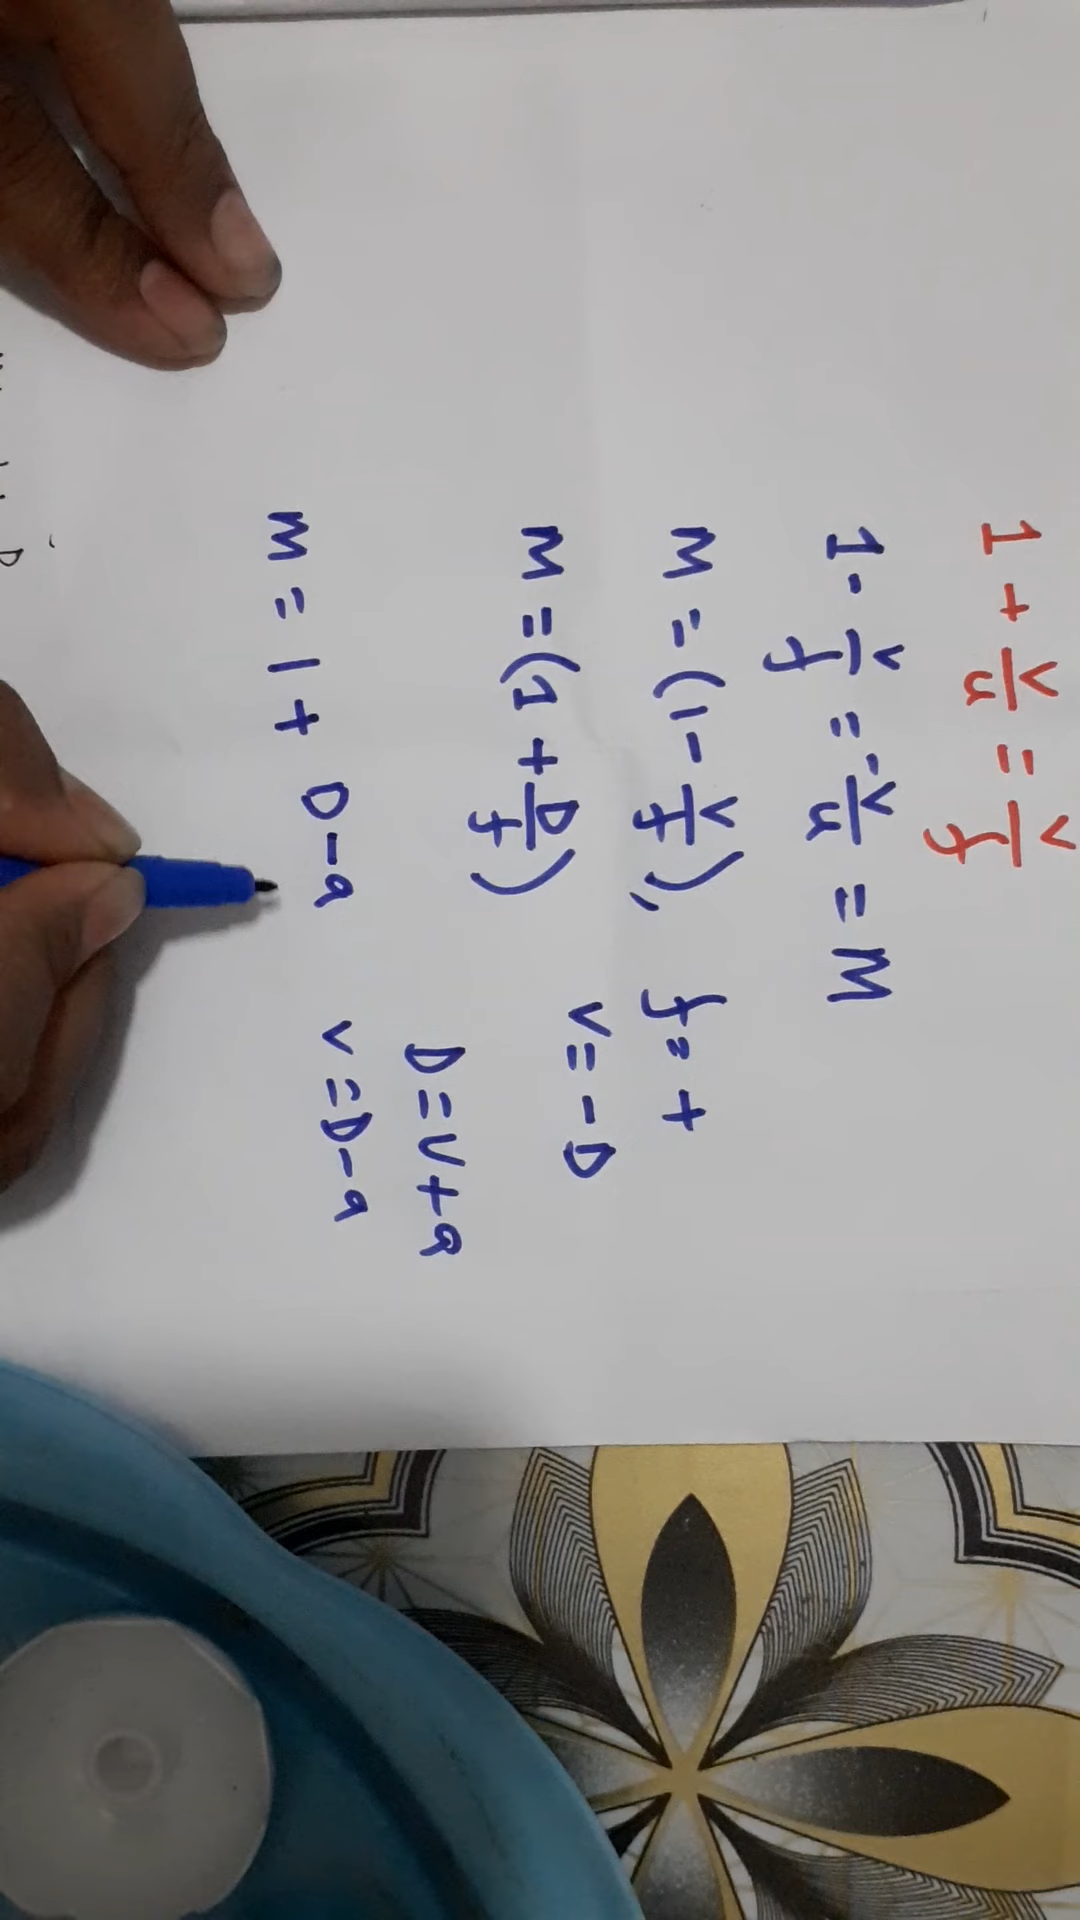 1 + v/u = v/f
1 - v/f = -v/u = M
M = (1 - v/f), f = +
M = (1 + D/f) v = -D
D = v + a
M = 1 + D - a v = D - a